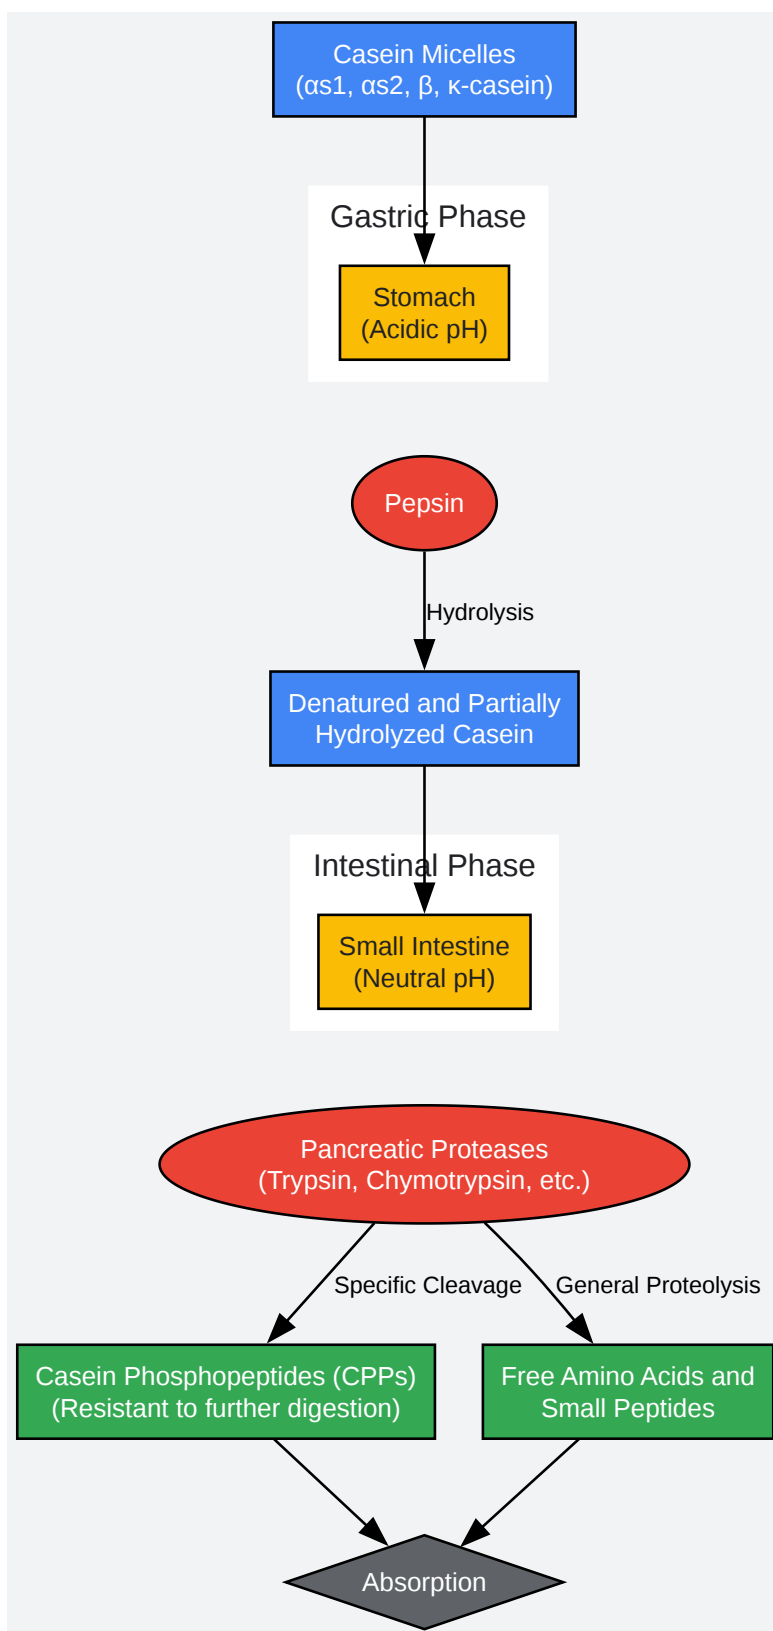 Casein Micelles
(αs1, αs2, β, κ-casein)
Gastric Phase
Stomach
(Acidic pH)
Pepsin
Hydrolysis
Denatured and Partially
Hydrolyzed Casein
Intestinal Phase
Small Intestine
(Neutral pH)
Pancreatic Proteases
(Trypsin, Chymotrypsin, etc.)
Specific Cleavage
General Proteolysis
Casein Phosphopeptides (CPPs)
(Resistant to further digestion)
Free Amino Acids and
Small Peptides
Absorption